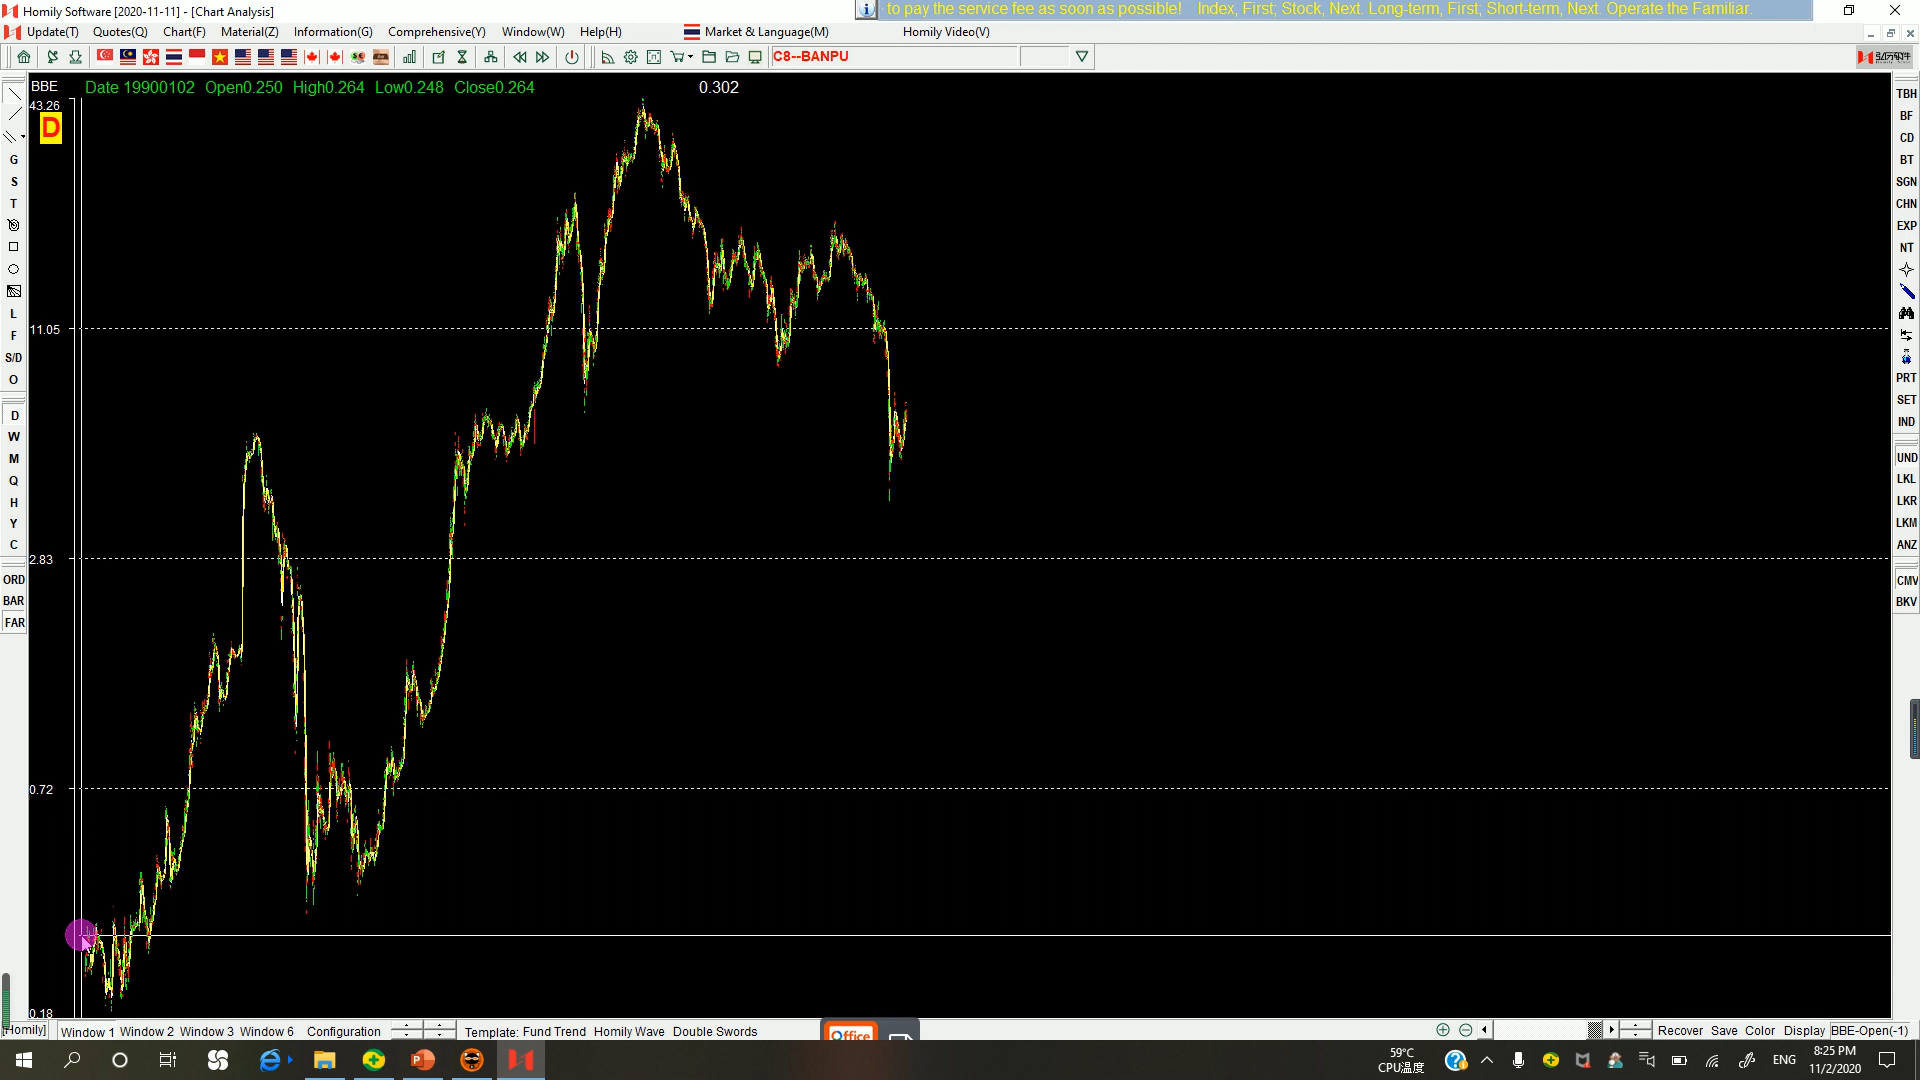 Homily Software [2020-11-11] - [Chart Analysis]
to pay the service fee as soon as possible! Index, First; Stock, Next. Long-term, First; Short-term, Next. Operate the Familiar.
Update(T) Quotes(Q) Chart(F) Material(Z) Information(G) Comprehensive(Y) Window(W) Help(H) Market & Language(M) Homily Video(V)
C8--BANPU
BBE Date 19900102 Open0.250 High0.264 Low0.248 Close0.264 0.302
43.26
D
11.05
2.83
0.72
0.18
G
S
T
L
F
S/D
O
D
W
M
Q
H
Y
C
ORD
BAR
FAR
TBH
BF
CD
BT
SGN
CHN
EXP
NT
PRT
SET
IND
UND
LKL
LKR
LKM
ANZ
CMV
BKV
[Homily] Window 1 Window 2 Window 3 Window 6 Configuration Template: Fund Trend Homily Wave Double Swords Office Recover Save Color Display BBE-Open(-1)
59°C
CPU温度
ENG
8:25 PM
11/2/2020